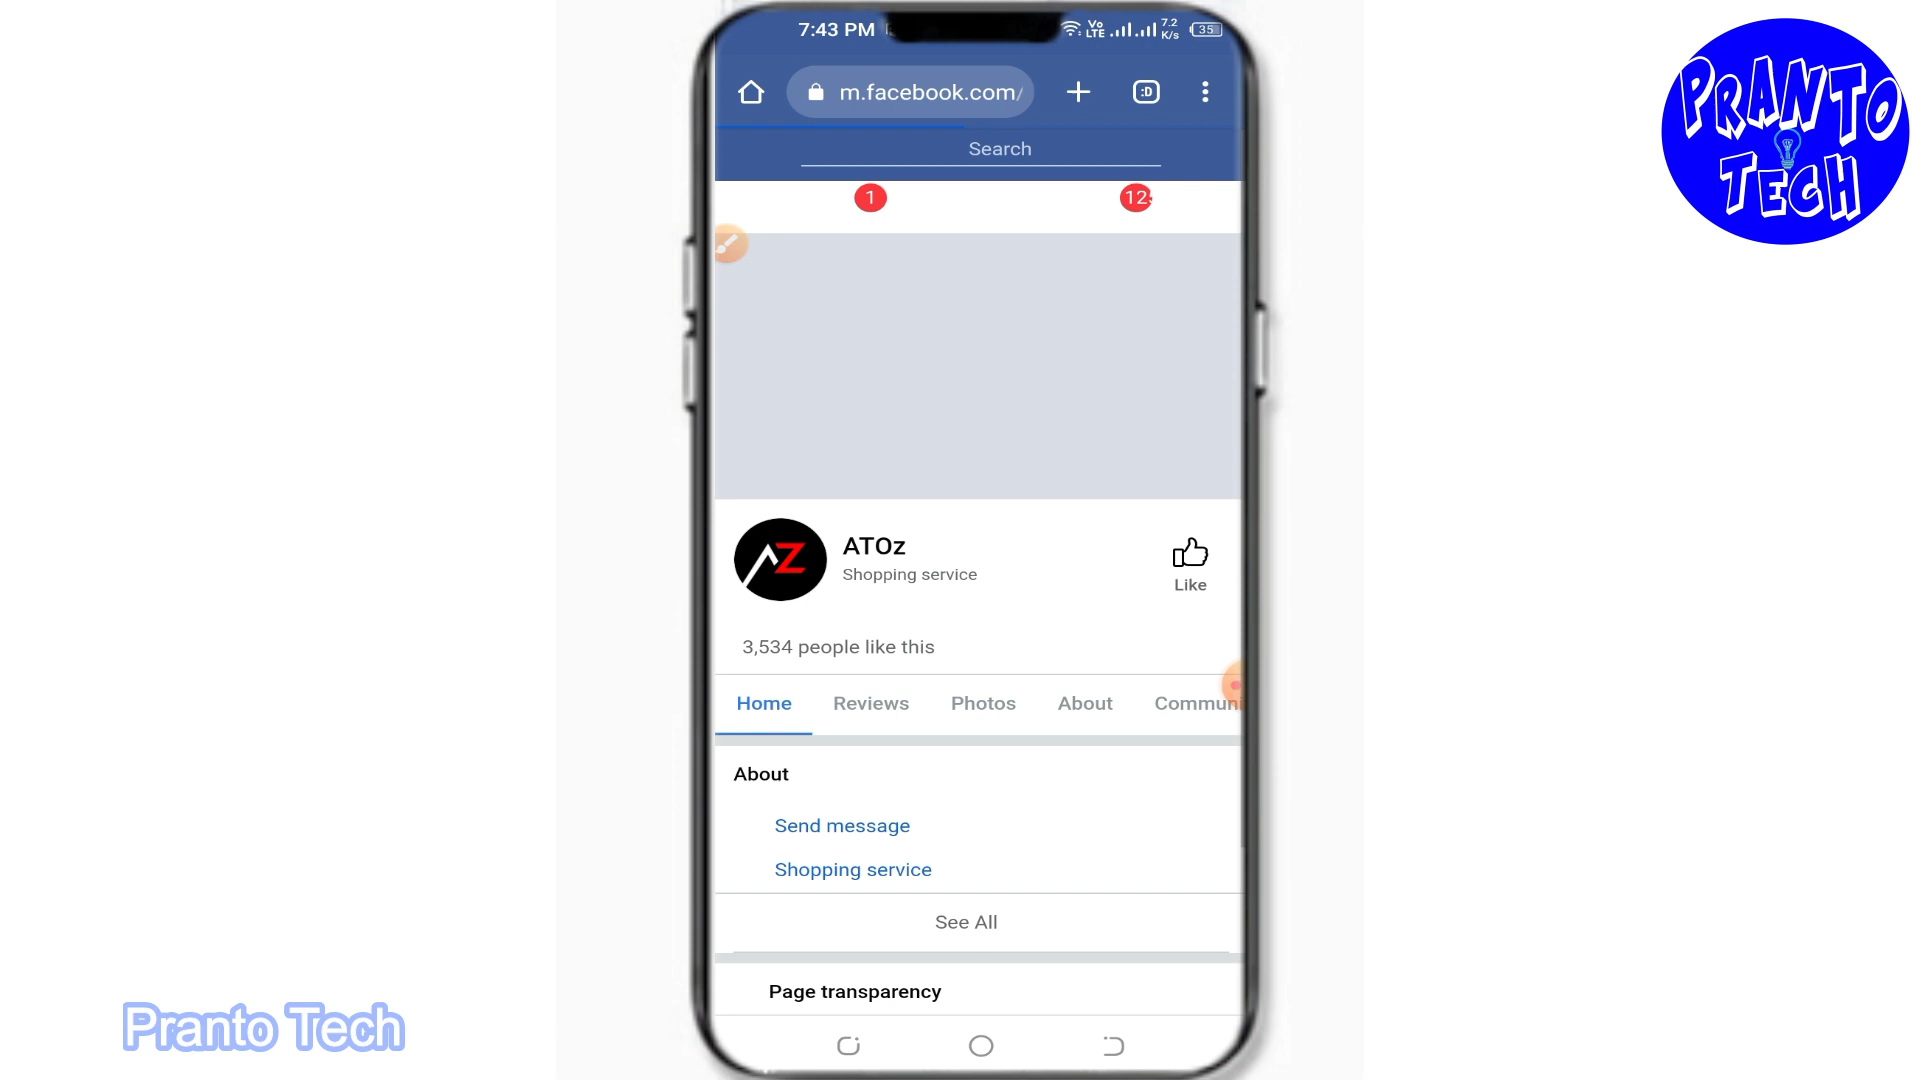 7:43 PM
Vo LTE
7.2 K/s
35
m.facebook.com/
:D
Search
1
12
ATOz
Shopping service
Like
3,534 people like this
Home Reviews Photos About Communi
About
Send message
Shopping service
See All
Page transparency
PRANTO
TECH
Pranto Tech